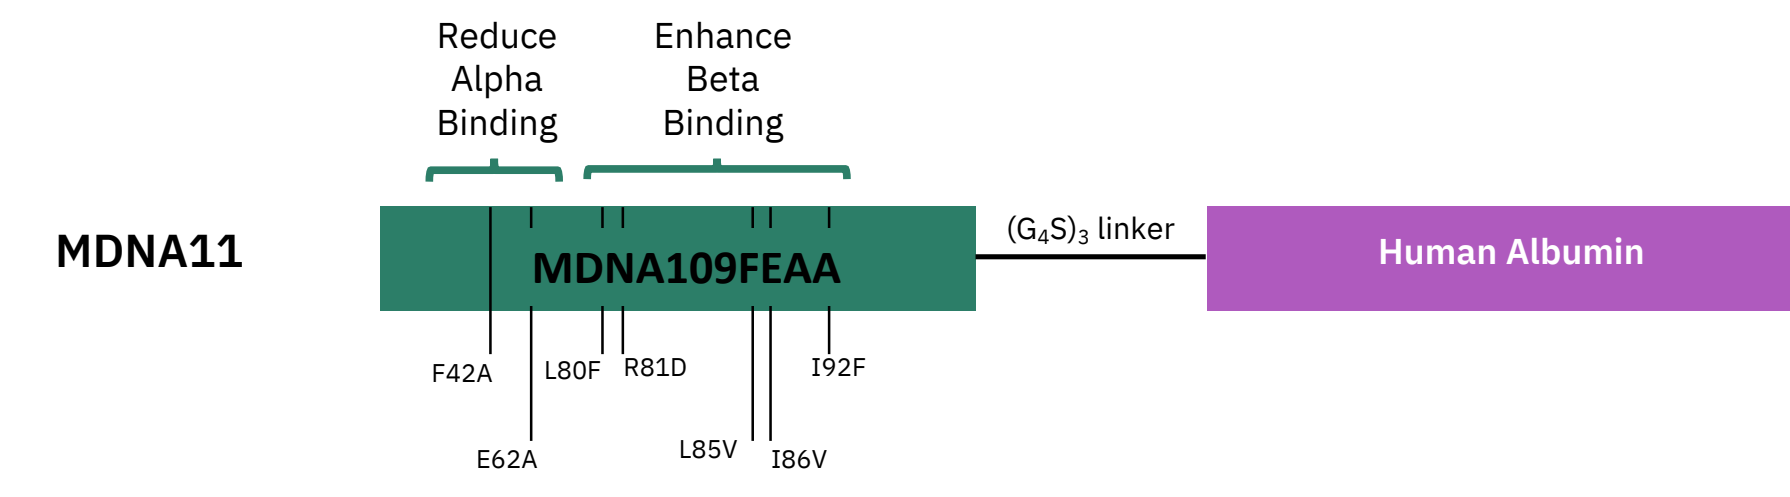 Reduce
Alpha
Binding
Enhance
Beta
Binding
MDNA11
MDNA109FEAA
(G₄S)₃ linker
Human Albumin
F42A
L80F
R81D
I92F
E62A
L85V
I86V